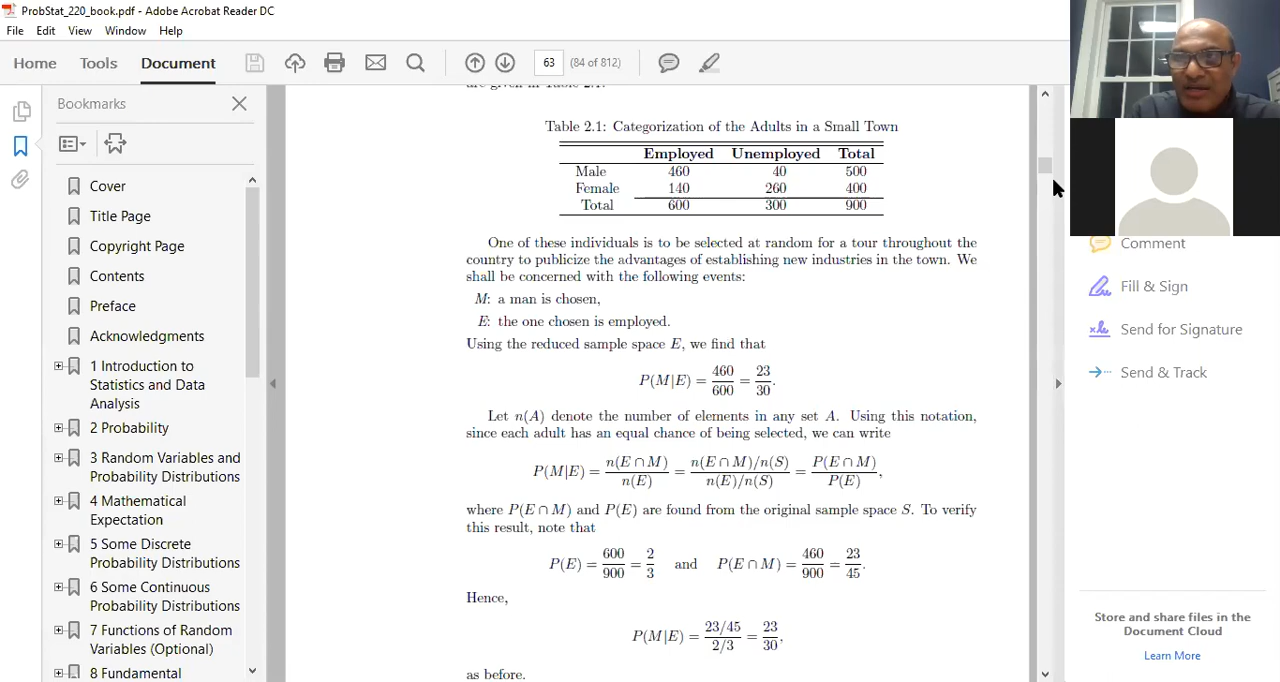 ProbStat_220_book.pdf - Adobe Acrobat Reader DC
File Edit View Window Help
Home Tools Document 63 (84 of 812)
Bookmarks
Cover
Title Page
Copyright Page
Contents
Preface
Acknowledgments
1 Introduction to
Statistics and Data
Analysis
2 Probability
3 Random Variables and
Probability Distributions
4 Mathematical
Expectation
5 Some Discrete
Probability Distributions
6 Some Continuous
Probability Distributions
7 Functions of Random
Variables (Optional)
8 Fundamental
are given in Table 2.1.
Table 2.1: Categorization of the Adults in a Small Town
Employed Unemployed Total
Male 460 40 500
Female 140 260 400
Total 600 300 900
One of these individuals is to be selected at random for a tour throughout the
country to publicize the advantages of establishing new industries in the town. We
shall be concerned with the following events:
M: a man is chosen,
E: the one chosen is employed.
Using the reduced sample space E, we find that
P(M|E) = 460/600 = 23/30.
Let n(A) denote the number of elements in any set A. Using this notation,
since each adult has an equal chance of being selected, we can write
P(M|E) = n(E ∩ M)/n(E) = n(E ∩ M)/n(S) / n(E)/n(S) = P(E ∩ M)/P(E),
where P(E ∩ M) and P(E) are found from the original sample space S. To verify
this result, note that
P(E) = 600/900 = 2/3 and P(E ∩ M) = 460/900 = 23/45.
Hence,
P(M|E) = 23/45 / 2/3 = 23/30,
as before.
Comment
Fill & Sign
Send for Signature
Send & Track
Store and share files in the
Document Cloud
Learn More